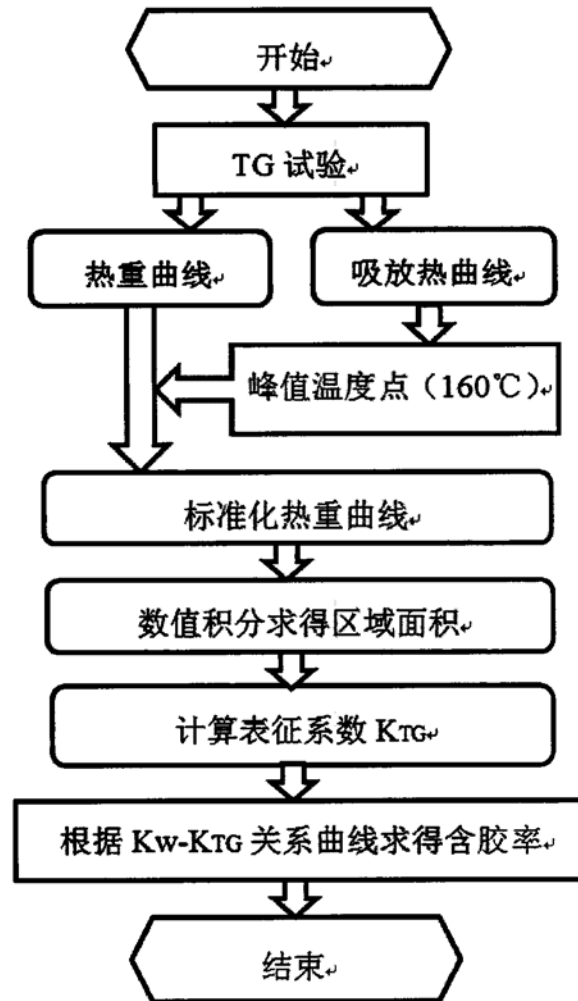 开始
TG 试验
热重曲线
吸放热曲线
峰值温度点（160℃）
标准化热重曲线
数值积分求得区域面积
计算表征系数 KTG
根据 Kw-KTG 关系曲线求得含胶率
结束